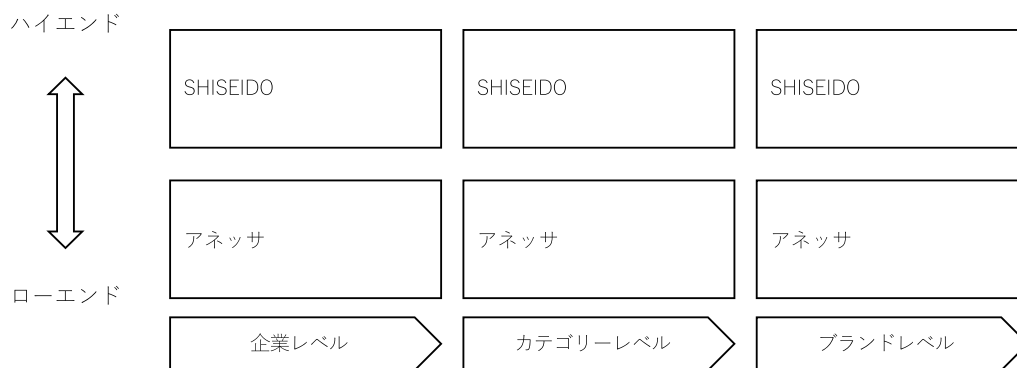 ハイエンド
SHISEIDO
SHISEIDO
SHISEIDO
アネッサ
アネッサ
アネッサ
ローエンド
企業レベル
カテゴリーレベル
ブランドレベル